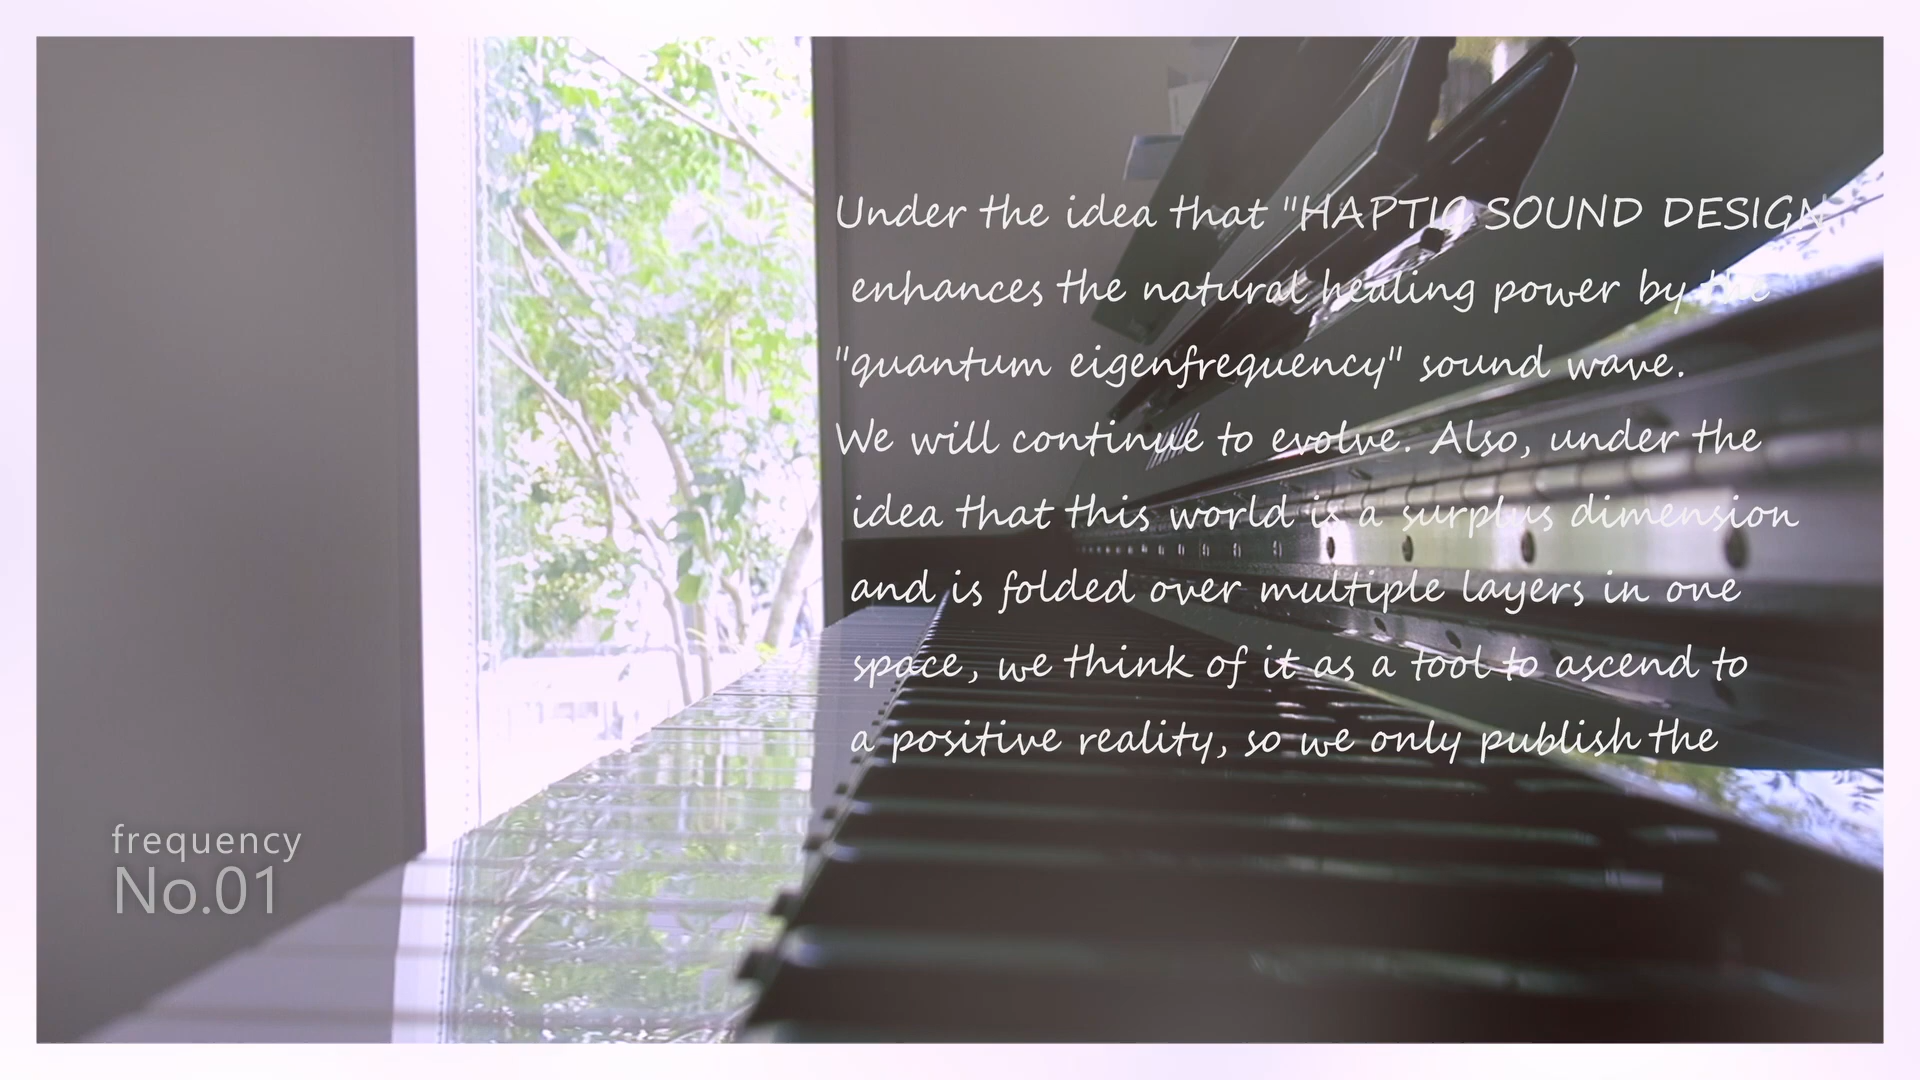 Under the idea that "HAPTIC SOUND DESIGN"
enhances the natural healing power by the
"quantum eigenfrequency" sound wave.
We will continue to evolve. Also, under the
idea that this world is a surplus dimension
and is folded over multiple layers in one
space, we think of it as a tool to ascend to
a positive reality, so we only publish the
frequency
No.01